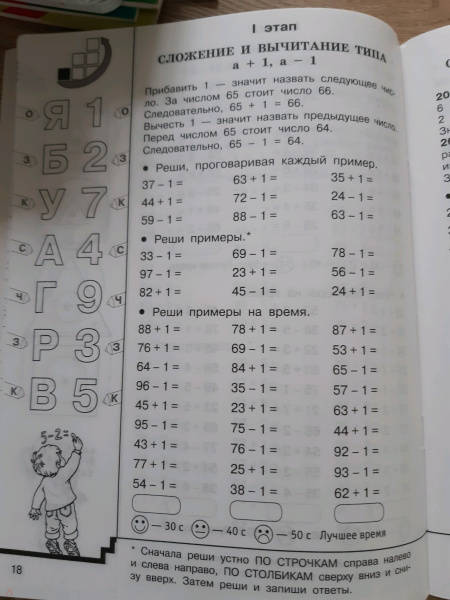 I этап
СЛОЖЕНИЕ И ВЫЧИТАНИЕ ТИПА
а + 1, а – 1
Прибавить 1 — значит назвать следующее чис-
ло. За числом 65 стоит число 66.
Следовательно, 65 + 1 = 66.
Вычесть 1 — значит назвать предыдущее число.
Перед числом 65 стоит число 64.
Следовательно, 65 – 1 = 64.
• Реши, проговаривая каждый пример.
37 – 1 = 63 + 1 = 35 + 1 =
44 + 1 = 72 – 1 = 24 – 1 =
59 – 1 = 88 – 1 = 63 – 1 =
• Реши примеры.*
33 – 1 = 69 – 1 = 78 – 1 =
97 – 1 = 23 + 1 = 56 – 1 =
82 + 1 = 45 – 1 = 24 + 1 =
• Реши примеры на время.
88 + 1 = 78 + 1 = 87 + 1 =
76 + 1 = 69 – 1 = 53 + 1 =
64 – 1 = 84 + 1 = 65 – 1 =
96 – 1 = 35 – 1 = 57 – 1 =
45 + 1 = 23 + 1 = 63 + 1 =
95 – 1 = 75 – 1 = 44 + 1 =
43 + 1 = 76 – 1 = 92 – 1 =
77 + 1 = 25 + 1 = 93 – 1 =
54 – 1 = 38 – 1 = 62 + 1 =
— 30 с — 40 с — 50 с Лучшее время
* Сначала реши устно ПО СТРОЧКАМ справа налево
и слева направо, ПО СТОЛБИКАМ сверху вниз и сни-
зу вверх. Затем реши и запиши ответы.
О Я 1 О
З Б 2 З
К У 7 К
С А 4 С
Ч Г 9 Ч
З Р 3 З
К В 5 К
5–2=
18
20
6
2